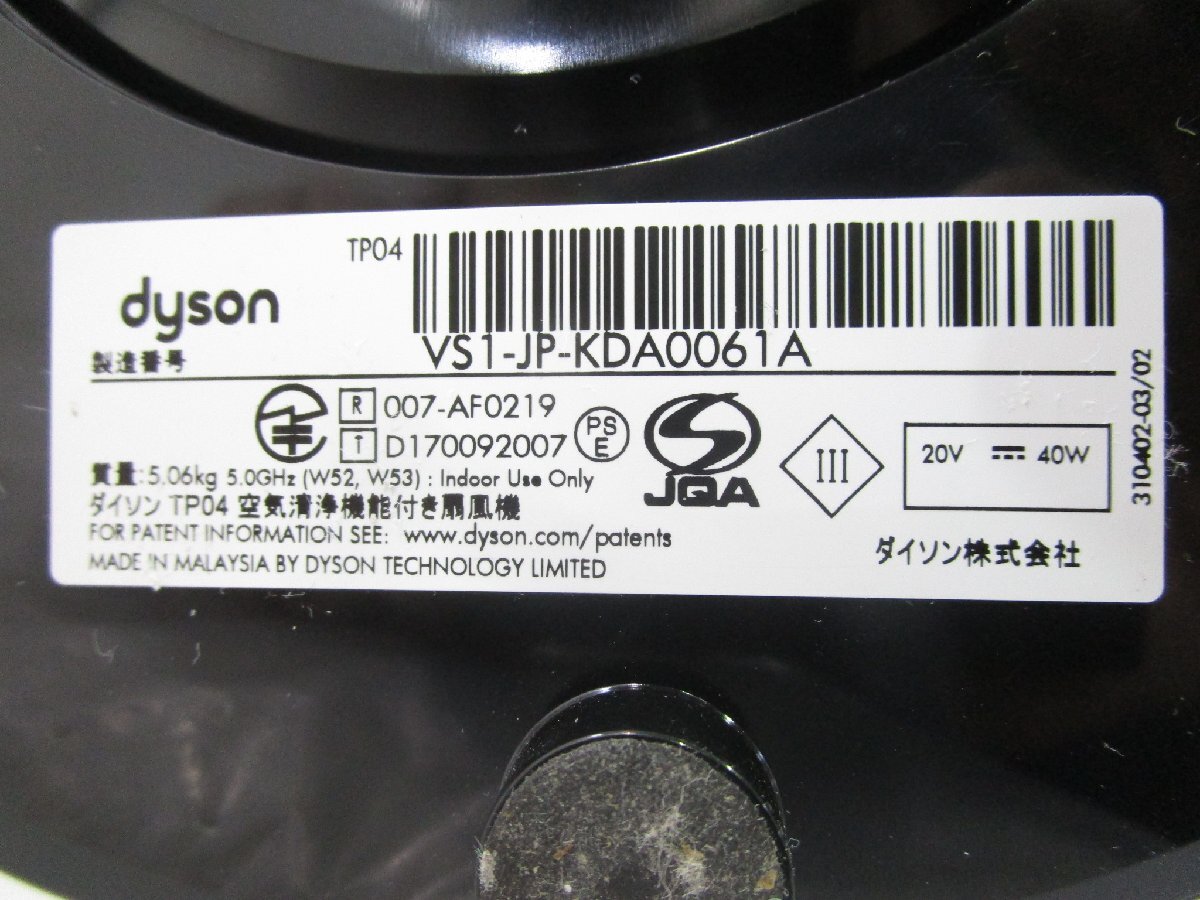 TP04
dyson
製造番号 VS1-JP-KDA0061A
R 007-AF0219
T D170092007
PS E
JQA
III
20V ⎓ 40W
質量:5.06kg 5.0GHz (W52, W53) : Indoor Use Only
ダイソン TP04 空気清浄機能付き扇風機
FOR PATENT INFORMATION SEE: www.dyson.com/patents
MADE IN MALAYSIA BY DYSON TECHNOLOGY LIMITED
ダイソン株式会社
310402-03/02